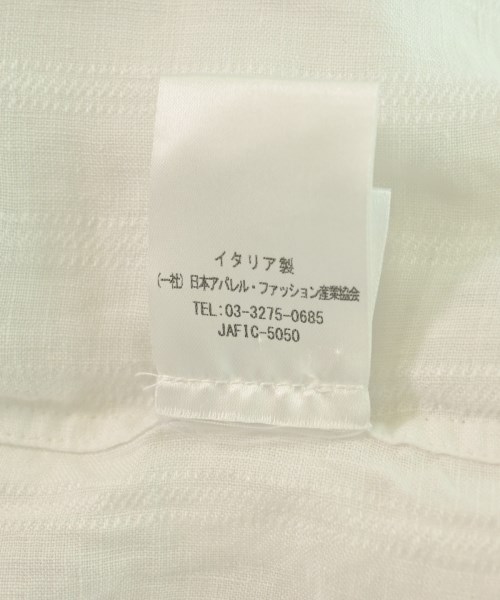 イタリア製
(一社)日本アパレル・ファッション産業協会
TEL:03-3275-0685
JAFIC-5050